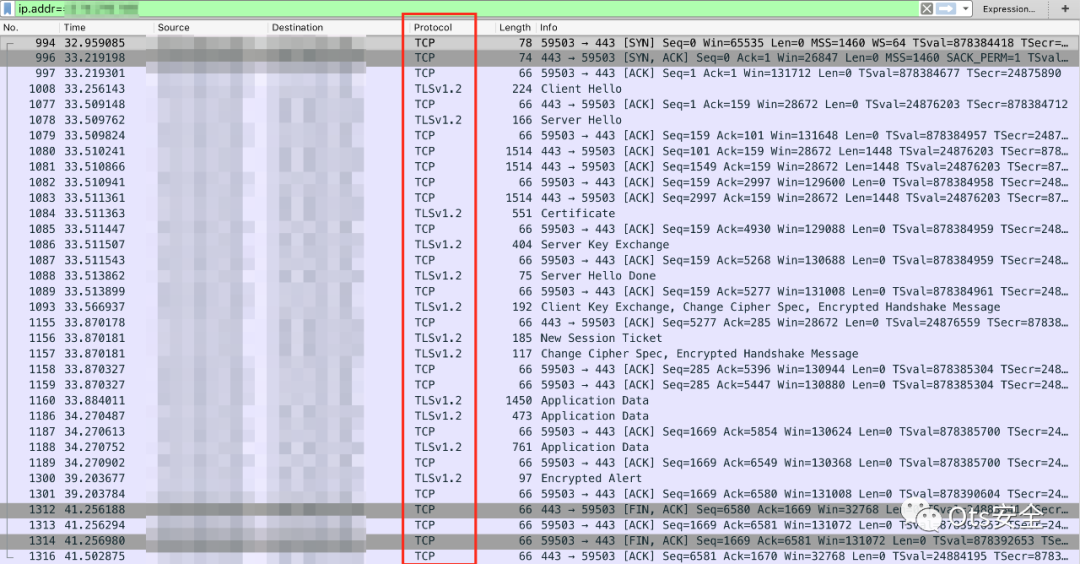 ip.addr== Expression… +
No. Time Source Destination Protocol Length Info
994 32.959085 TCP 78 59503 → 443 [SYN] Seq=0 Win=65535 Len=0 MSS=1460 WS=64 TSval=878384418 TSecr=…
996 33.219198 TCP 74 443 → 59503 [SYN, ACK] Seq=0 Ack=1 Win=26847 Len=0 MSS=1460 SACK_PERM=1 TSval…
997 33.219301 TCP 66 59503 → 443 [ACK] Seq=1 Ack=1 Win=131712 Len=0 TSval=878384677 TSecr=24875890
1008 33.256143 TLSv1.2 224 Client Hello
1077 33.509148 TCP 66 443 → 59503 [ACK] Seq=1 Ack=159 Win=28672 Len=0 TSval=24876203 TSecr=878384712
1078 33.509762 TLSv1.2 166 Server Hello
1079 33.509824 TCP 66 59503 → 443 [ACK] Seq=159 Ack=101 Win=131648 Len=0 TSval=878384957 TSecr=2487…
1080 33.510241 TCP 1514 443 → 59503 [ACK] Seq=101 Ack=159 Win=28672 Len=1448 TSval=24876203 TSecr=878…
1081 33.510866 TCP 1514 443 → 59503 [ACK] Seq=1549 Ack=159 Win=28672 Len=1448 TSval=24876203 TSecr=87…
1082 33.510941 TCP 66 59503 → 443 [ACK] Seq=159 Ack=2997 Win=129600 Len=0 TSval=878384958 TSecr=248…
1083 33.511361 TCP 1514 443 → 59503 [ACK] Seq=2997 Ack=159 Win=28672 Len=1448 TSval=24876203 TSecr=87…
1084 33.511363 TLSv1.2 551 Certificate
1085 33.511447 TCP 66 59503 → 443 [ACK] Seq=159 Ack=4930 Win=129088 Len=0 TSval=878384959 TSecr=248…
1086 33.511507 TLSv1.2 404 Server Key Exchange
1087 33.511543 TCP 66 59503 → 443 [ACK] Seq=159 Ack=5268 Win=130688 Len=0 TSval=878384959 TSecr=248…
1088 33.513862 TLSv1.2 75 Server Hello Done
1089 33.513899 TCP 66 59503 → 443 [ACK] Seq=159 Ack=5277 Win=131008 Len=0 TSval=878384961 TSecr=248…
1093 33.566937 TLSv1.2 192 Client Key Exchange, Change Cipher Spec, Encrypted Handshake Message
1155 33.870178 TCP 66 443 → 59503 [ACK] Seq=5277 Ack=285 Win=28672 Len=0 TSval=24876559 TSecr=87838…
1156 33.870181 TLSv1.2 185 New Session Ticket
1157 33.870181 TLSv1.2 117 Change Cipher Spec, Encrypted Handshake Message
1158 33.870327 TCP 66 59503 → 443 [ACK] Seq=285 Ack=5396 Win=130944 Len=0 TSval=878385304 TSecr=248…
1159 33.870327 TCP 66 59503 → 443 [ACK] Seq=285 Ack=5447 Win=130880 Len=0 TSval=878385304 TSecr=248…
1160 33.884011 TLSv1.2 1450 Application Data
1186 34.270487 TLSv1.2 473 Application Data
1187 34.270613 TCP 66 59503 → 443 [ACK] Seq=1669 Ack=5854 Win=130624 Len=0 TSval=878385700 TSecr=24…
1188 34.270752 TLSv1.2 761 Application Data
1189 34.270902 TCP 66 59503 → 443 [ACK] Seq=1669 Ack=6549 Win=130368 Len=0 TSval=878385700 TSecr=24…
1300 39.203677 TLSv1.2 97 Encrypted Alert
1301 39.203784 TCP 66 59503 → 443 [ACK] Seq=1669 Ack=6580 Win=131008 Len=0 TSval=878390604 TSecr=24…
1312 41.256188 TCP 66 443 → 59503 [FIN, ACK] Seq=6580 Ack=1669 Win=32768 Len=0
1313 41.256294 TCP 66 59503 → 443 [ACK] Seq=1669 Ack=6581 Win=131072 Len=0
1314 41.256980 TCP 66 59503 → 443 [FIN, ACK] Seq=1669 Ack=6581 Win=131072 Len=0 TSval=878392653 TSe…
1316 41.502875 TCP 66 443 → 59503 [ACK] Seq=6581 Ack=1670 Win=32768 Len=0 TSval=24884195 TSecr=8783…
Ots安全